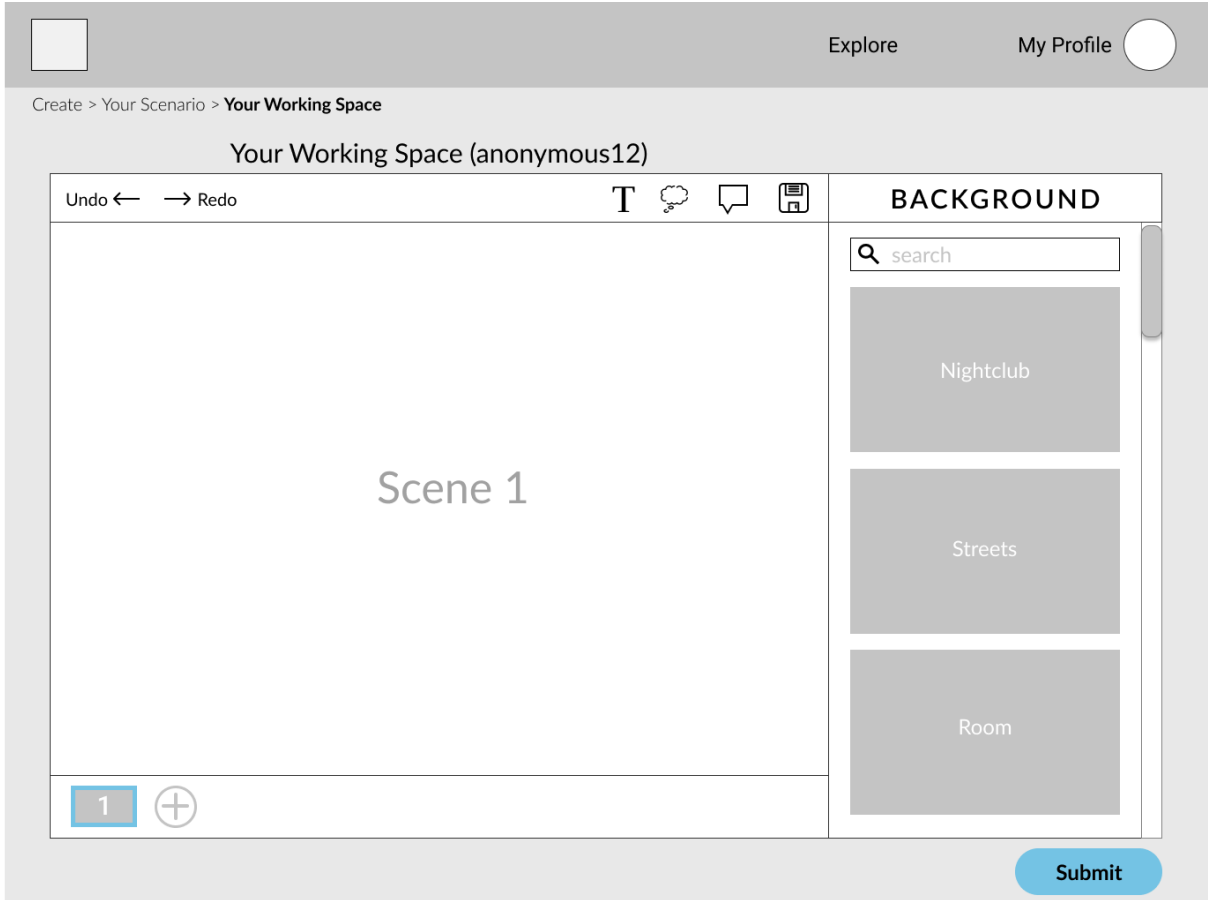 Explore My Profile
Create > Your Scenario > Your Working Space
Your Working Space (anonymous12)
Undo ← → Redo T BACKGROUND
search
Nightclub
Scene 1
Streets
Room
1
Submit